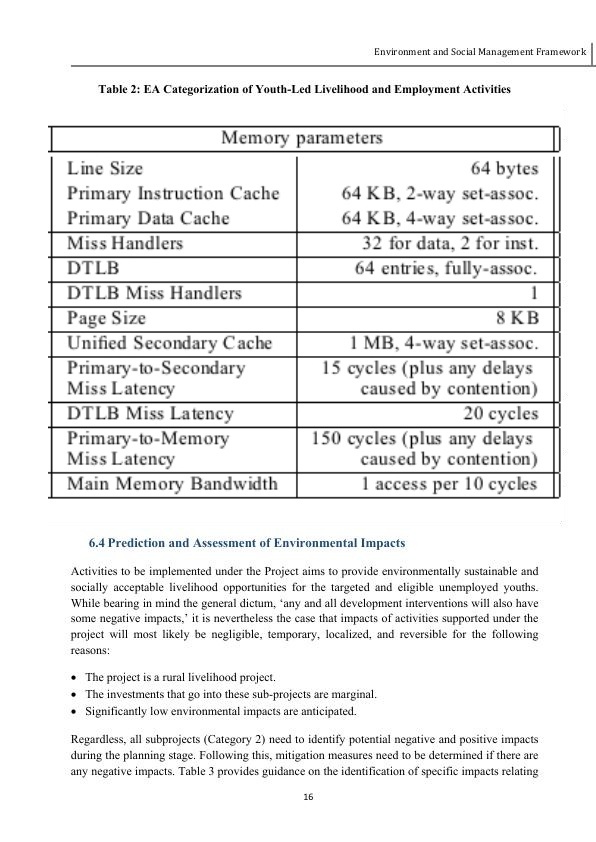 Environment and Social Management Framework
Table 2: EA Categorization of Youth-Led Livelihood and Employment Activities
Memory parameters
Line Size 64 bytes
Primary Instruction Cache 64 KB, 2-way set-assoc.
Primary Data Cache 64 KB, 4-way set-assoc.
Miss Handlers 32 for data, 2 for inst.
DTLB 64 entries, fully-assoc.
DTLB Miss Handlers 1
Page Size 8 KB
Unified Secondary Cache 1 MB, 4-way set-assoc.
Primary-to-Secondary 15 cycles (plus any delays
Miss Latency caused by contention)
DTLB Miss Latency 20 cycles
Primary-to-Memory 150 cycles (plus any delays
Miss Latency caused by contention)
Main Memory Bandwidth 1 access per 10 cycles
6.4 Prediction and Assessment of Environmental Impacts
Activities to be implemented under the Project aims to provide environmentally sustainable and
socially acceptable livelihood opportunities for the targeted and eligible unemployed youths.
While bearing in mind the general dictum, ‘any and all development interventions will also have
some negative impacts,’ it is nevertheless the case that impacts of activities supported under the
project will most likely be negligible, temporary, localized, and reversible for the following
reasons:
• The project is a rural livelihood project.
• The investments that go into these sub-projects are marginal.
• Significantly low environmental impacts are anticipated.
Regardless, all subprojects (Category 2) need to identify potential negative and positive impacts
during the planning stage. Following this, mitigation measures need to be determined if there are
any negative impacts. Table 3 provides guidance on the identification of specific impacts relating
16